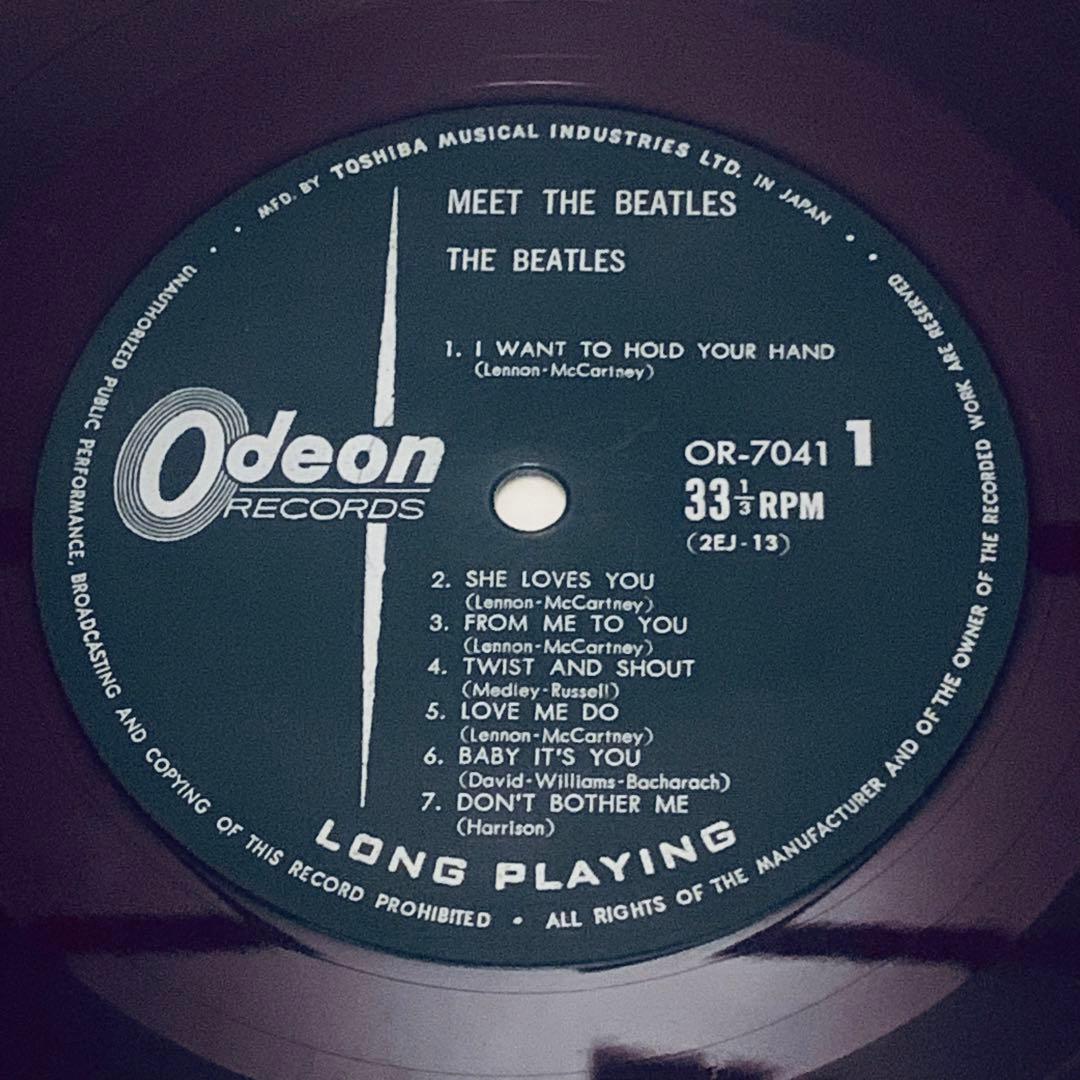 MFD. BY TOSHIBA MUSICAL INDUSTRIES LTD. IN JAPAN
MEET THE BEATLES
THE BEATLES
1. I WANT TO HOLD YOUR HAND
(Lennon-McCartney)
Odeon
RECORDS
OR-7041 1
33 1/3 RPM
(2EJ-13)
2. SHE LOVES YOU
(Lennon-McCartney)
3. FROM ME TO YOU
(Lennon-McCartney)
4. TWIST AND SHOUT
(Medley-Russell)
5. LOVE ME DO
(Lennon-McCartney)
6. BABY IT'S YOU
(David-Williams-Bacharach)
7. DON'T BOTHER ME
(Harrison)
LONG PLAYING
UNAUTHORIZED PUBLIC PERFORMANCE, BROADCASTING AND COPYING OF THIS RECORD PROHIBITED • ALL RIGHTS OF THE MANUFACTURER AND OF THE OWNER OF THE RECORDED WORK ARE RESERVED